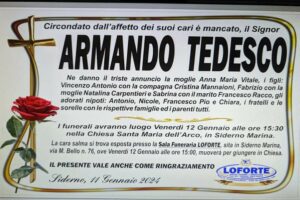 Circondato dall'affetto dei suoi cari è mancato, il Signor
ARMANDO TEDESCO
Ne danno il triste annuncio la moglie Anna Maria Vitale, i figli:
Vincenzo Antonio con la compagna Cristina Mannaioni, Fabrizio con la
moglie Natalina Carpentieri e Sabrina con il marito Francesco Racco, gli
adorati nipoti: Antonio, Nicole, Francesco Pio e Chiara, i fratelli e le
sorelle con le rispettive famiglie ed i parenti tutti.
I funerali avranno luogo Venerdì 12 Gennaio alle ore 15:30
nella Chiesa Santa Maria dell'Arco, in Siderno Marina.
La cara salma si trova esposta presso la Sala Funeraria LOFORTE, sita in Siderno Marina,
via M. Bello n. 76, ove Venerdì 12 Gennaio alle ore 15:00, muoverà per giungere in Chiesa.
IL PRESENTE VALE ANCHE COME RINGRAZIAMENTO
Siderno, 11 Gennaio 2024
LOFORTE